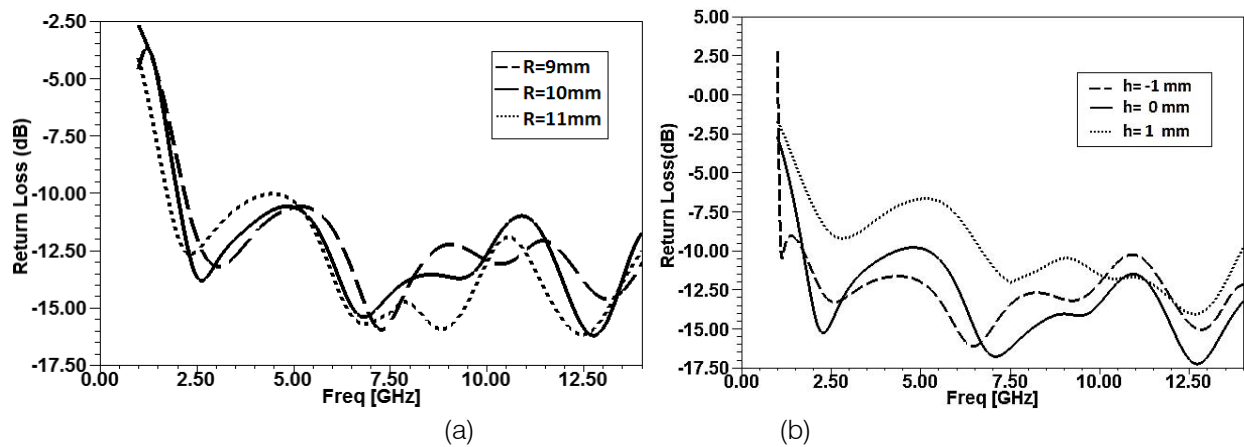 -2.50
-5.00
-7.50
-10.00
-12.50
-15.00
-17.50
Return Loss (dB)
R=9mm
R=10mm
R=11mm
0.00 2.50 5.00 7.50 10.00 12.50
Freq [GHz]
(a)
5.00
2.50
-0.00
-2.50
-5.00
-7.50
-10.00
-12.50
-15.00
-17.50
Return Loss(dB)
h= -1 mm
h= 0 mm
h= 1 mm
0.00 2.50 5.00 7.50 10.00 12.50
Freq [GHz]
(b)